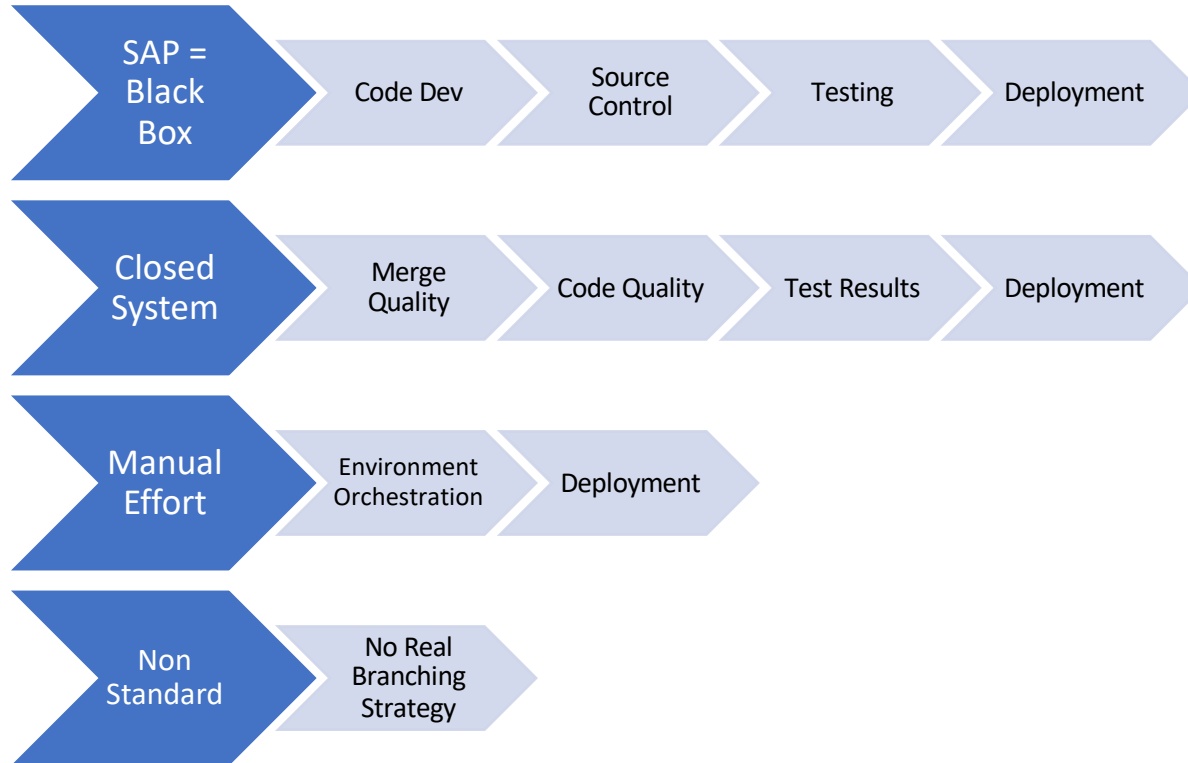 SAP =
Black
Box
Code Dev
Source
Control
Testing
Deployment
Closed
System
Merge
Quality
Code Quality
Test Results
Deployment
Manual
Effort
Environment
Orchestration
Deployment
Non
Standard
No Real
Branching
Strategy